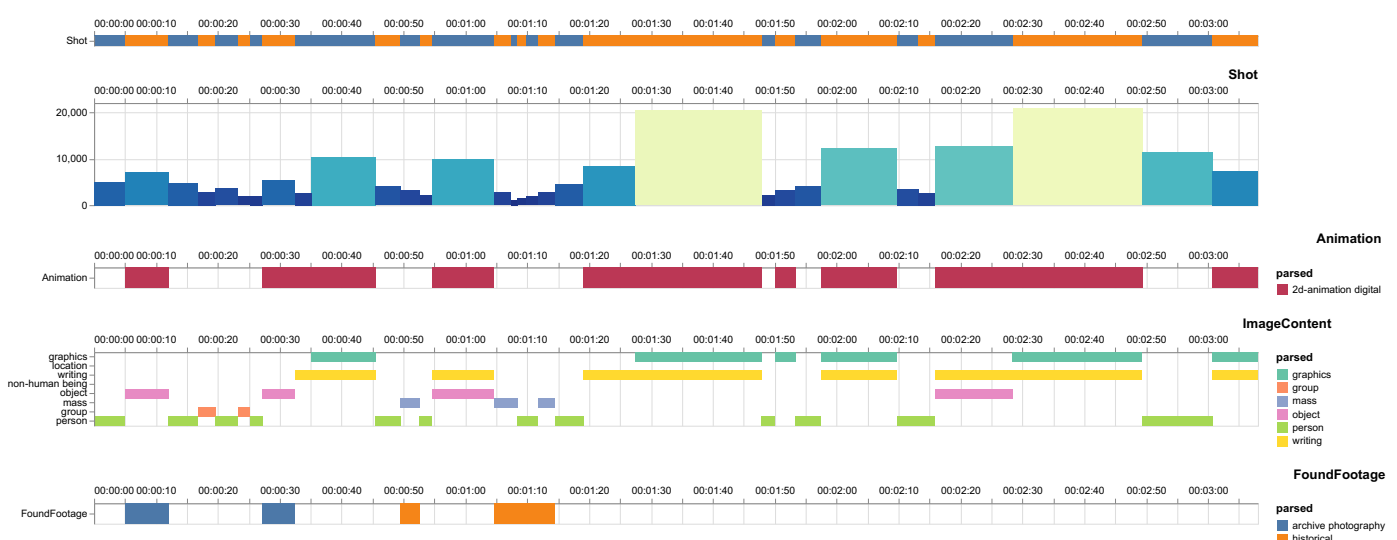 00:00:00 00:00:10 00:00:20 00:00:30 00:00:40 00:00:50 00:01:00 00:01:10 00:01:20 00:01:30 00:01:40 00:01:50 00:02:00 00:02:10 00:02:20 00:02:30 00:02:40 00:02:50 00:03:00
Shot
Shot
00:00:00 00:00:10 00:00:20 00:00:30 00:00:40 00:00:50 00:01:00 00:01:10 00:01:20 00:01:30 00:01:40 00:01:50 00:02:00 00:02:10 00:02:20 00:02:30 00:02:40 00:02:50 00:03:00
20,000
10,000
0
Animation
00:00:00 00:00:10 00:00:20 00:00:30 00:00:40 00:00:50 00:01:00 00:01:10 00:01:20 00:01:30 00:01:40 00:01:50 00:02:00 00:02:10 00:02:20 00:02:30 00:02:40 00:02:50 00:03:00
Animation
parsed
2d-animation digital
ImageContent
00:00:00 00:00:10 00:00:20 00:00:30 00:00:40 00:00:50 00:01:00 00:01:10 00:01:20 00:01:30 00:01:40 00:01:50 00:02:00 00:02:10 00:02:20 00:02:30 00:02:40 00:02:50 00:03:00
graphics
location
writing
non-human being
object
mass
group
person
parsed
graphics
group
mass
object
person
writing
FoundFootage
00:00:00 00:00:10 00:00:20 00:00:30 00:00:40 00:00:50 00:01:00 00:01:10 00:01:20 00:01:30 00:01:40 00:01:50 00:02:00 00:02:10 00:02:20 00:02:30 00:02:40 00:02:50 00:03:00
FoundFootage
parsed
archive photography
historical